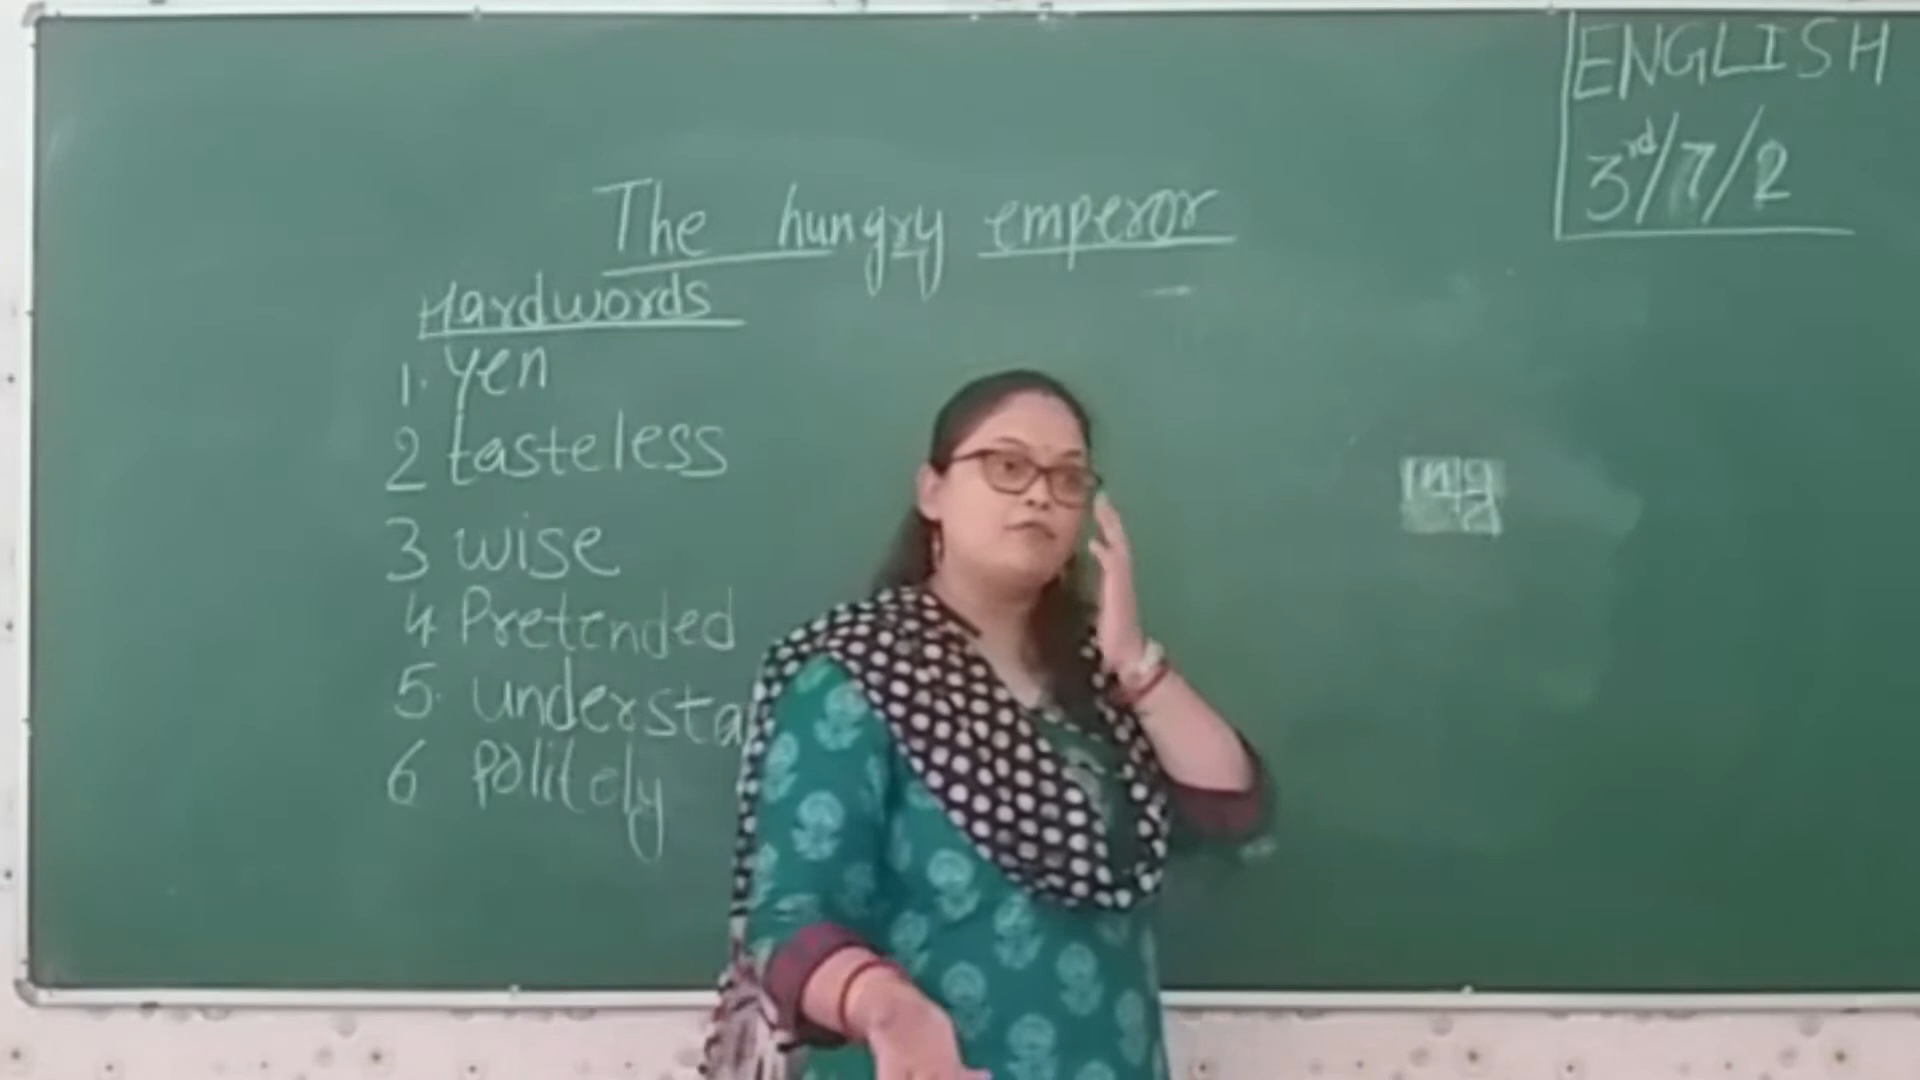 ENGLISH
3rd/7/2
The hungry emperor
Hardwords
1. Yen
2 tasteless
3 wise
4 Pretended
5. understa
6 Politely